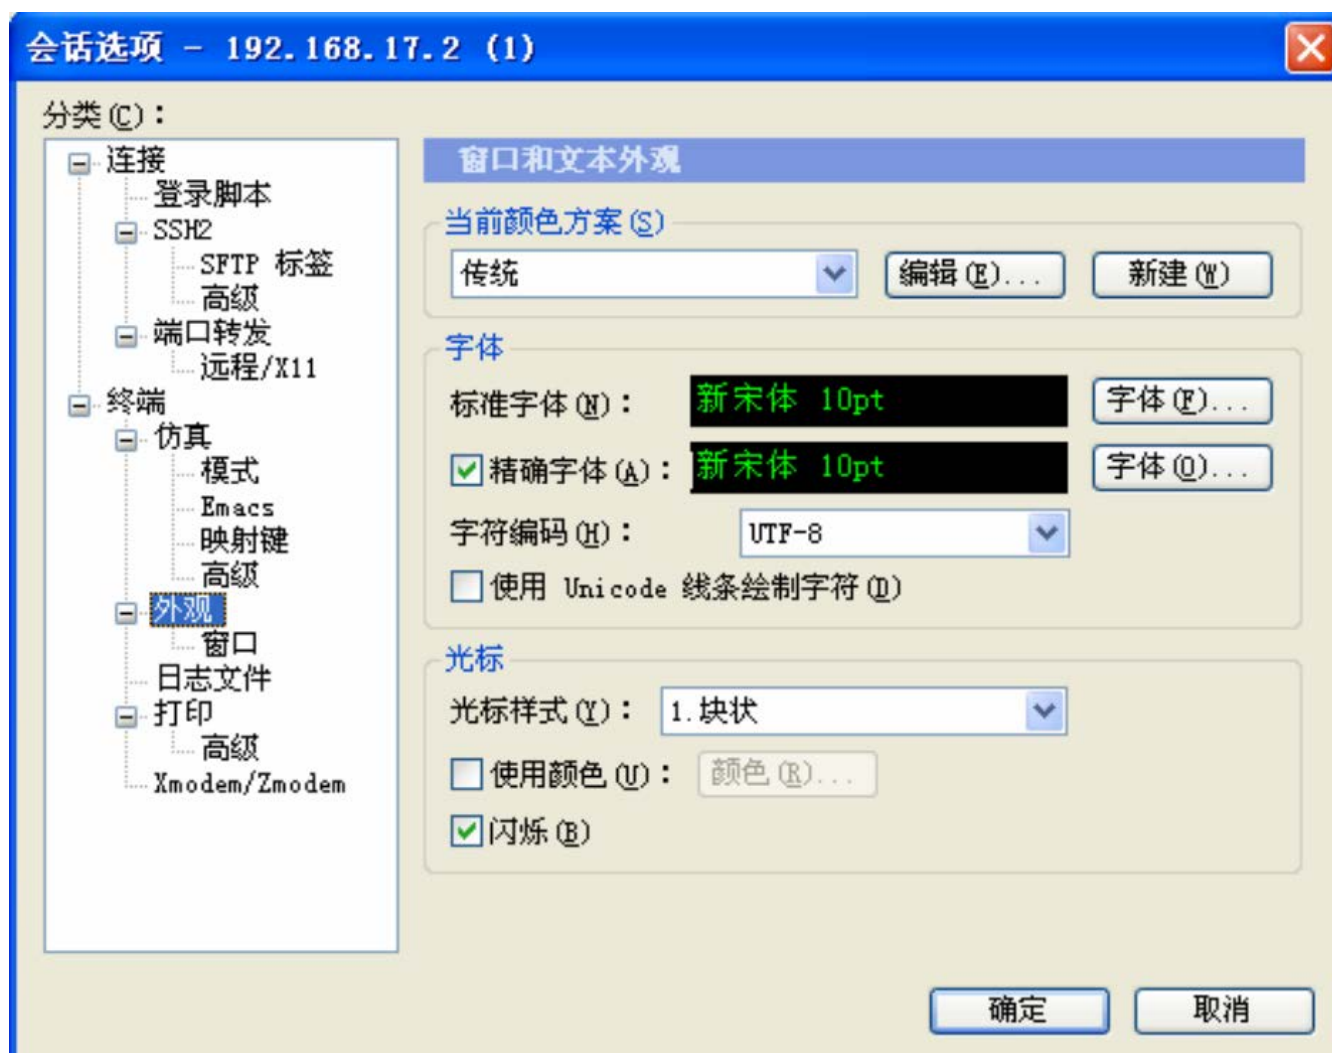 会话选项 - 192.168.17.2 (1)
分类(C):
连接
登录脚本
SSH2
SFTP 标签
高级
端口转发
远程/X11
终端
仿真
模式
Emacs
映射键
高级
外观
窗口
日志文件
打印
高级
Xmodem/Zmodem
窗口和文本外观
当前颜色方案(S)
传统
编辑(E)...
新建(W)
字体
标准字体(N):
新宋体 10pt
字体(F)...
精确字体(A):
新宋体 10pt
字体(O)...
字符编码(H):
UTF-8
使用 Unicode 线条绘制字符(D)
光标
光标样式(Y):
1.块状
使用颜色(U):
颜色(R)...
闪烁(B)
确定
取消